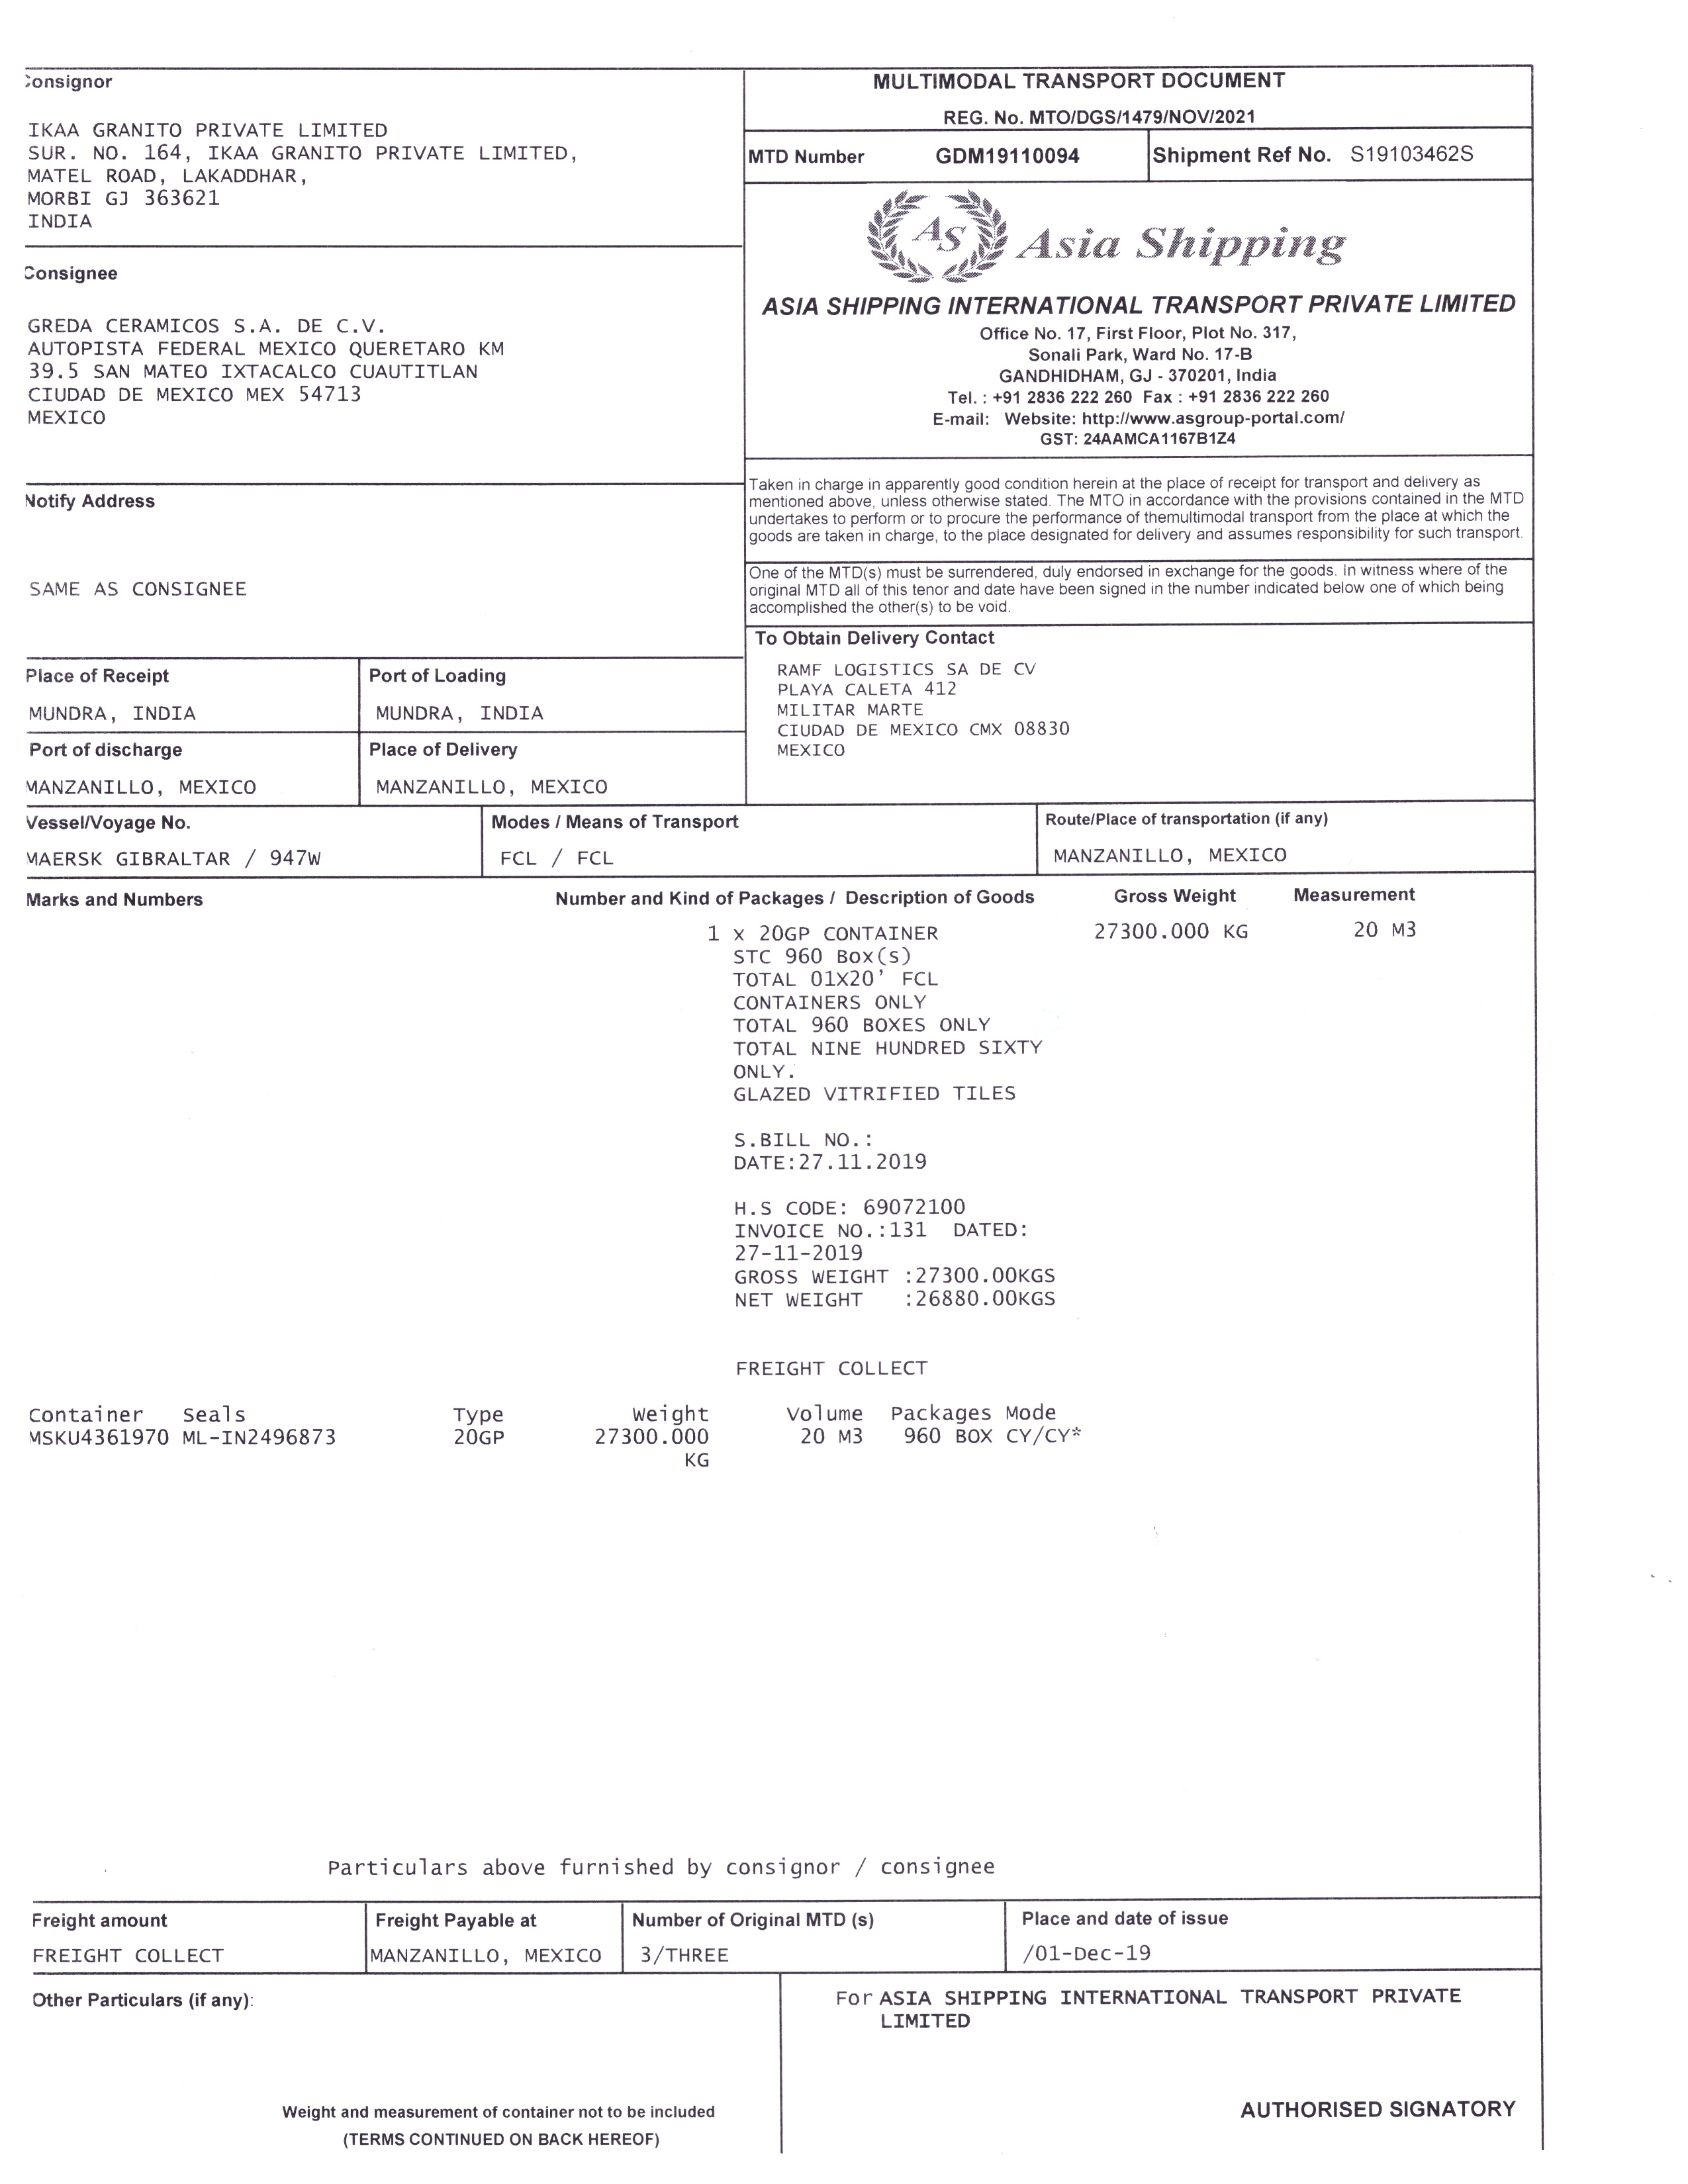 Consignor
IKAA GRANITO PRIVATE LIMITED
SUR. NO. 164, IKAA GRANITO PRIVATE LIMITED,
MATEL ROAD, LAKADDHAR,
MORBI GJ 363621
INDIA
MULTIMODAL TRANSPORT DOCUMENT
REG. No. MTO/DGS/1479/NOV/2021
MTD Number GDM19110094 Shipment Ref No. S19103462S
AS Asia Shipping
ASIA SHIPPING INTERNATIONAL TRANSPORT PRIVATE LIMITED
Office No. 17, First Floor, Plot No. 317,
Sonali Park, Ward No. 17-B
GANDHIDHAM, GJ - 370201, India
Tel. : +91 2836 222 260 Fax : +91 2836 222 260
E-mail: Website: http://www.asgroup-portal.com/
GST: 24AAMCA1167B1Z4
Consignee
GREDA CERAMICOS S.A. DE C.V.
AUTOPISTA FEDERAL MEXICO QUERETARO KM
39.5 SAN MATEO IXTACALCO CUAUTITLAN
CIUDAD DE MEXICO MEX 54713
MEXICO
Notify Address
SAME AS CONSIGNEE
Taken in charge in apparently good condition herein at the place of receipt for transport and delivery as
mentioned above, unless otherwise stated. The MTO in accordance with the provisions contained in the MTD
undertakes to perform or to procure the performance of themultimodal transport from the place at which the
goods are taken in charge, to the place designated for delivery and assumes responsibility for such transport.
One of the MTD(s) must be surrendered, duly endorsed in exchange for the goods. In witness where of the
original MTD all of this tenor and date have been signed in the number indicated below one of which being
accomplished the other(s) to be void.
To Obtain Delivery Contact
RAMF LOGISTICS SA DE CV
PLAYA CALETA 412
MILITAR MARTE
CIUDAD DE MEXICO CMX 08830
MEXICO
Place of Receipt Port of Loading
MUNDRA, INDIA MUNDRA, INDIA
Port of discharge Place of Delivery
MANZANILLO, MEXICO MANZANILLO, MEXICO
Vessel/Voyage No. Modes / Means of Transport Route/Place of transportation (if any)
MAERSK GIBRALTAR / 947W FCL / FCL MANZANILLO, MEXICO
Marks and Numbers Number and Kind of Packages / Description of Goods Gross Weight Measurement
1 x 20GP CONTAINER 27300.000 KG 20 M3
STC 960 Box(s)
TOTAL 01X20' FCL
CONTAINERS ONLY
TOTAL 960 BOXES ONLY
TOTAL NINE HUNDRED SIXTY
ONLY.
GLAZED VITRIFIED TILES
S.BILL NO.:
DATE:27.11.2019
H.S CODE: 69072100
INVOICE NO.:131 DATED:
27-11-2019
GROSS WEIGHT :27300.00KGS
NET WEIGHT :26880.00KGS
FREIGHT COLLECT
Container Seals Type Weight Volume Packages Mode
MSKU4361970 ML-IN2496873 20GP 27300.000 20 M3 960 BOX CY/CY*
KG
Particulars above furnished by consignor / consignee
Freight amount Freight Payable at Number of Original MTD (s) Place and date of issue
FREIGHT COLLECT MANZANILLO, MEXICO 3/THREE /01-Dec-19
Other Particulars (if any):
For ASIA SHIPPING INTERNATIONAL TRANSPORT PRIVATE
LIMITED
Weight and measurement of container not to be included
(TERMS CONTINUED ON BACK HEREOF)
AUTHORISED SIGNATORY